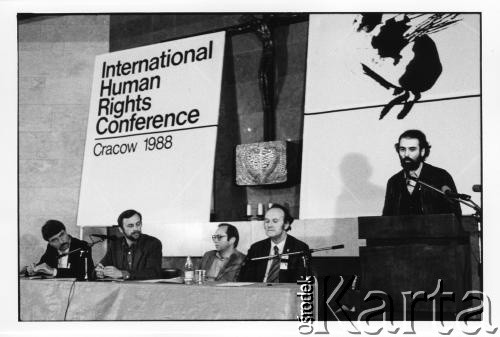 International
Human
Rights
Conference
Cracow 1988
ośrodek
Karta